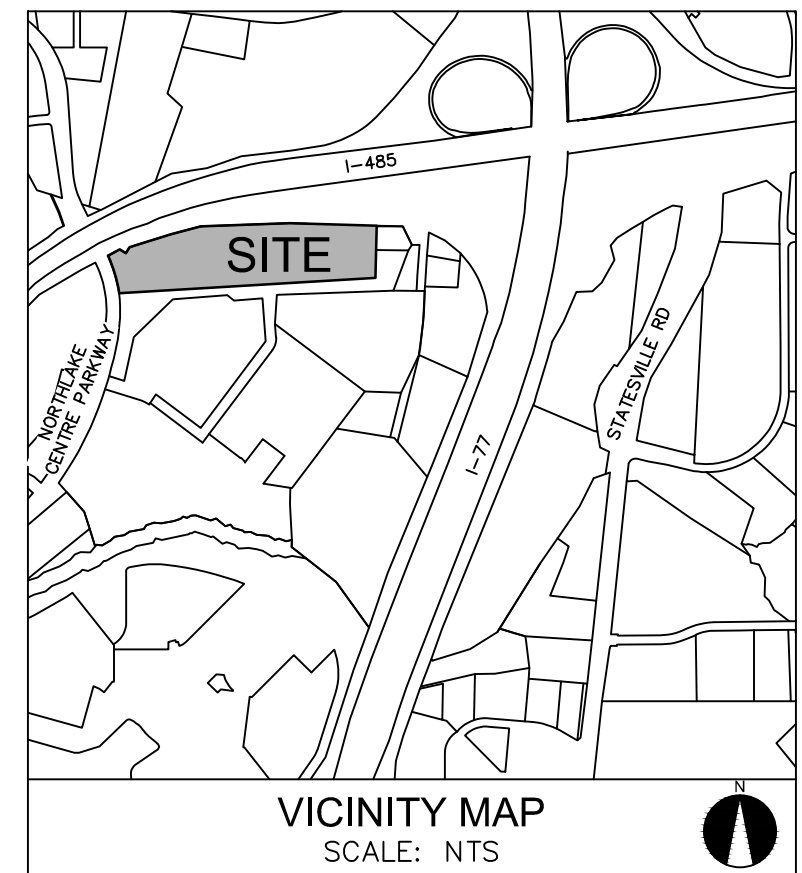 I-485
SITE
NORTHLAKE
CENTRE PARKWAY
STATESVILLE RD
I-77
VICINITY MAP
SCALE: NTS
N